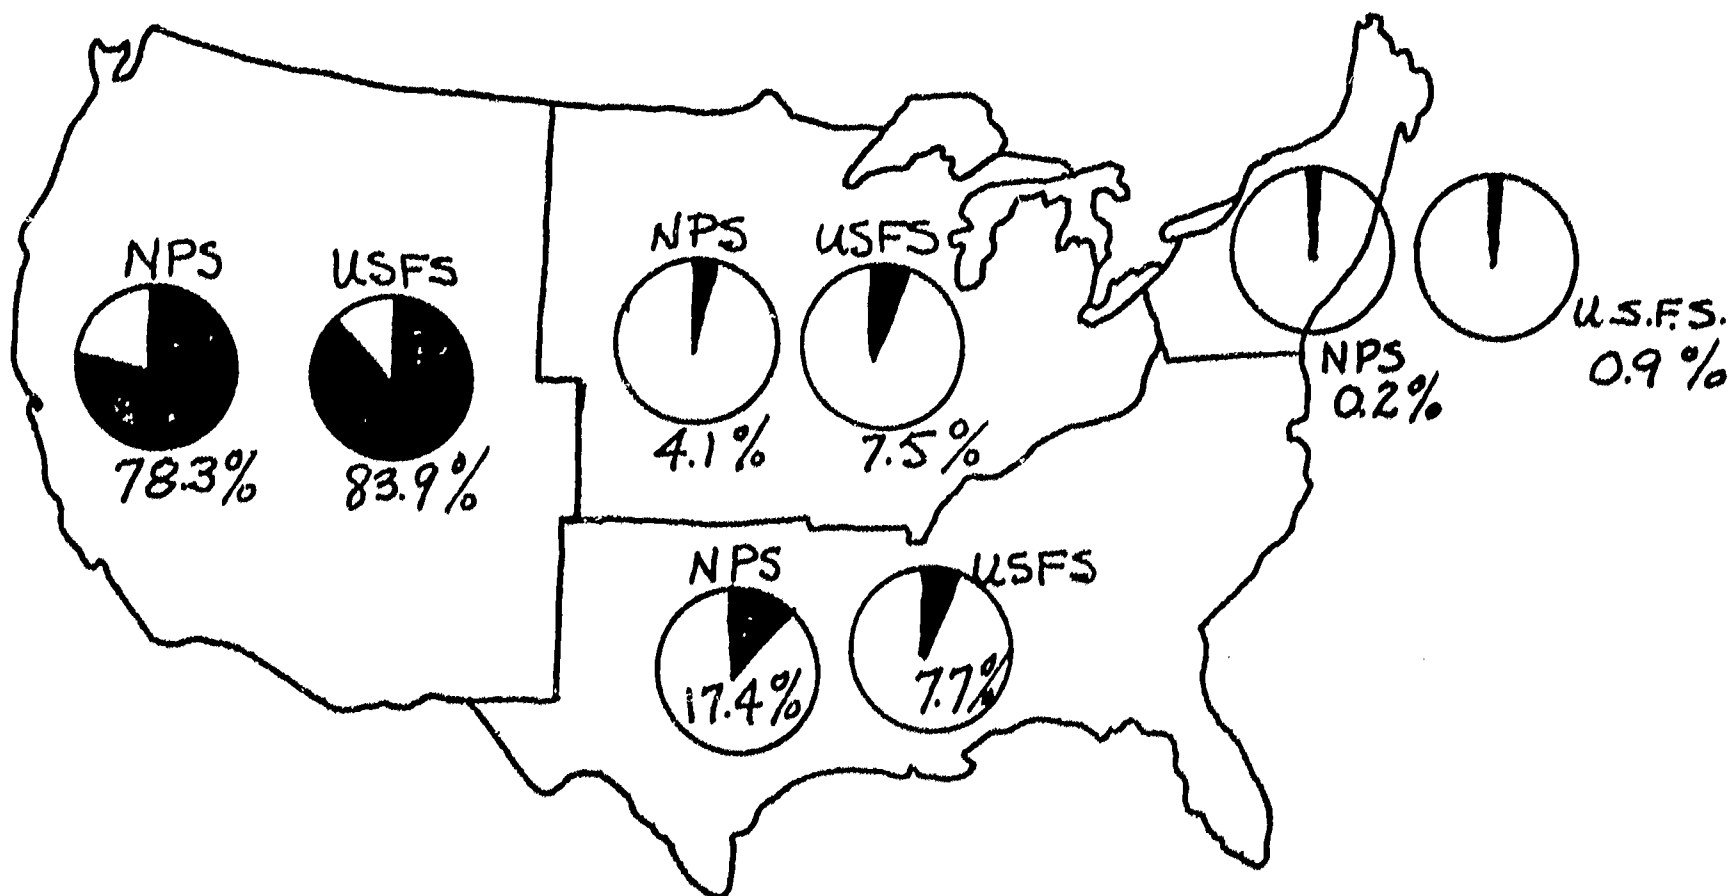 NPS
78.3%
USFS
83.9%
NPS
4.1%
USFS
7.5%
NPS
0.2%
U.S.F.S.
0.9%
NPS
17.4%
USFS
7.7%